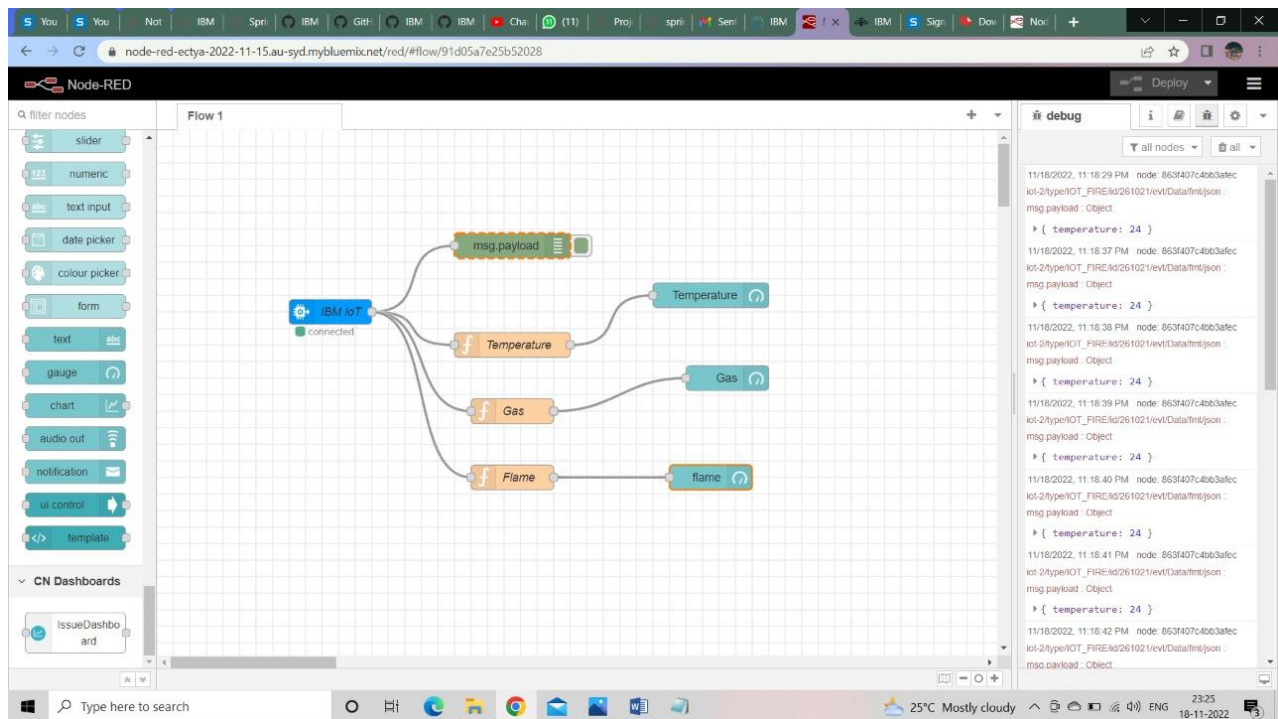 You
You
Not
IBM
Spri
IBM
GitH
IBM
IBM
Cha
(11)
Proj
sprin
Sent
IBM
IBM
Sign
Dow
Nod
node-red-ectya-2022-11-15.au-syd.mybluemix.net/red/#flow/91d05a7e25b52028
Node-RED
Deploy
filter nodes
slider
123 numeric
abc text input
date picker
colour picker
form
text abc
gauge
chart
audio out
notification
ui control
</> template
CN Dashboards
IssueDashbo
ard
Flow 1
msg.payload
IBM IoT
connected
Temperature
Temperature
Gas
Gas
Flame
flame
debug
all nodes
all
11/18/2022, 11:18:29 PM node: 863f407c4bb3afec
iot-2/type/IOT_FIRE/id/261021/evt/Data/fmt/json :
msg.payload : Object
{ temperature: 24 }
11/18/2022, 11:18:37 PM node: 863f407c4bb3afec
iot-2/type/IOT_FIRE/id/261021/evt/Data/fmt/json :
msg.payload : Object
{ temperature: 24 }
11/18/2022, 11:18:38 PM node: 863f407c4bb3afec
iot-2/type/IOT_FIRE/id/261021/evt/Data/fmt/json :
msg.payload : Object
{ temperature: 24 }
11/18/2022, 11:18:39 PM node: 863f407c4bb3afec
iot-2/type/IOT_FIRE/id/261021/evt/Data/fmt/json :
msg.payload : Object
{ temperature: 24 }
11/18/2022, 11:18:40 PM node: 863f407c4bb3afec
iot-2/type/IOT_FIRE/id/261021/evt/Data/fmt/json :
msg.payload : Object
{ temperature: 24 }
11/18/2022, 11:18:41 PM node: 863f407c4bb3afec
iot-2/type/IOT_FIRE/id/261021/evt/Data/fmt/json :
msg.payload : Object
{ temperature: 24 }
11/18/2022, 11:18:42 PM node: 863f407c4bb3afec
iot-2/type/IOT_FIRE/id/261021/evt/Data/fmt/json :
msg.payload : Object
Type here to search
25°C Mostly cloudy
ENG
23:25
18-11-2022